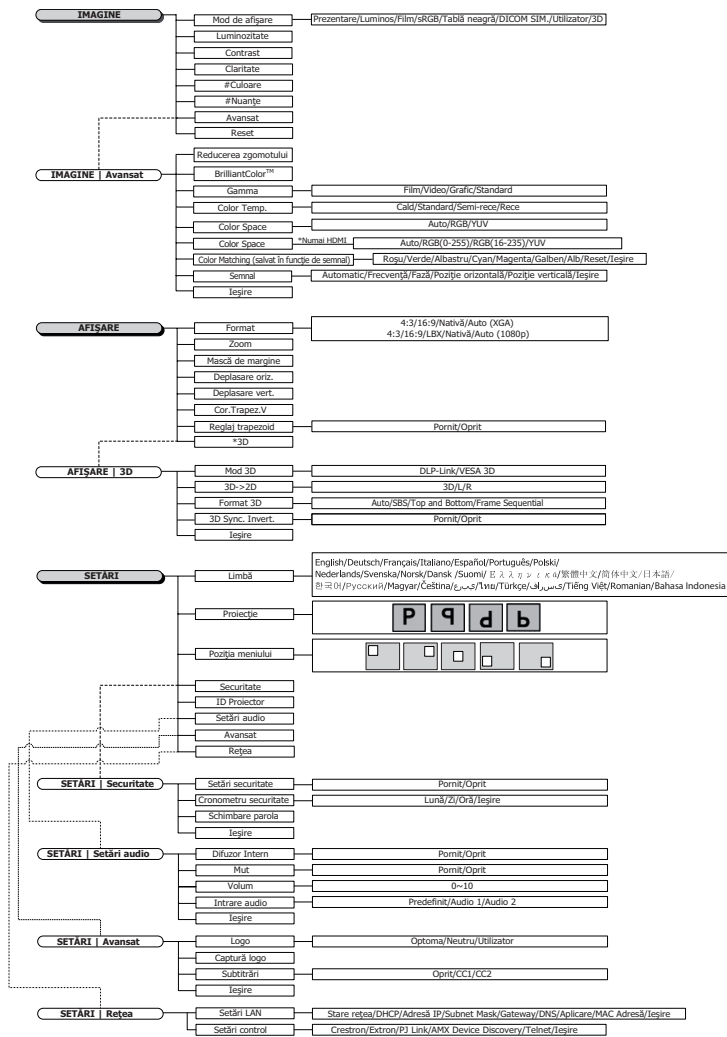 IMAGINE
Mod de afişare
Prezentare/Luminos/Film/sRGB/Tablă neagră/DICOM SIM./Utilizator/3D
Luminozitate
Contrast
Claritate
#Culoare
#Nuanţe
Avansat
Reset
IMAGINE | Avansat
Reducerea zgomotului
BrilliantColor™
Gamma
Film/Video/Grafic/Standard
Color Temp.
Cald/Standard/Semi-rece/Rece
Color Space
Auto/RGB/YUV
Color Space
*Numai HDMI
Auto/RGB(0-255)/RGB(16-235)/YUV
Color Matching (salvat în funcţie de semnal)
Roşu/Verde/Albastru/Cyan/Magenta/Galben/Alb/Reset/Ieşire
Semnal
Automatic/Frecvenţă/Fază/Poziţie orizontală/Poziţie verticală/Ieşire
Ieşire
AFIŞARE
Format
4:3/16:9/Nativă/Auto (XGA)
4:3/16:9/LBX/Nativă/Auto (1080p)
Zoom
Mască de margine
Deplasare oriz.
Deplasare vert.
Cor.Trapez.V
Reglaj trapezoid
Pornit/Oprit
*3D
AFIŞARE | 3D
Mod 3D
DLP-Link/VESA 3D
3D->2D
3D/L/R
Format 3D
Auto/SBS/Top and Bottom/Frame Sequential
3D Sync. Invert.
Pornit/Oprit
Ieşire
SETĂRI
Limbă
English/Deutsch/Français/Italiano/Español/Português/Polski/
Nederlands/Svenska/Norsk/Dansk /Suomi/ Ελληνικα/繁體中文/简体中文/日本語/
한국어/Русский/Magyar/Čeština/عربي/ไทย/Türkçe/فارسی/Tiếng Việt/Romanian/Bahasa Indonesia
Proiecţie
P P P P
Poziţia meniului
Securitate
ID Proiector
Setări audio
Avansat
Reţea
SETĂRI | Securitate
Setări securitate
Pornit/Oprit
Cronometru securitate
Lună/Zi/Oră/Ieşire
Schimbare parola
Ieşire
SETĂRI | Setări audio
Difuzor Intern
Pornit/Oprit
Mut
Pornit/Oprit
Volum
0~10
Intrare audio
Predefinit/Audio 1/Audio 2
Ieşire
SETĂRI | Avansat
Logo
Optoma/Neutru/Utilizator
Captură logo
Subtitrări
Oprit/CC1/CC2
Ieşire
SETĂRI | Reţea
Setări LAN
Stare reţea/DHCP/Adresă IP/Subnet Mask/Gateway/DNS/Aplicare/MAC Adresă/Ieşire
Setări control
Crestron/Extron/PJ Link/AMX Device Discovery/Telnet/Ieşire